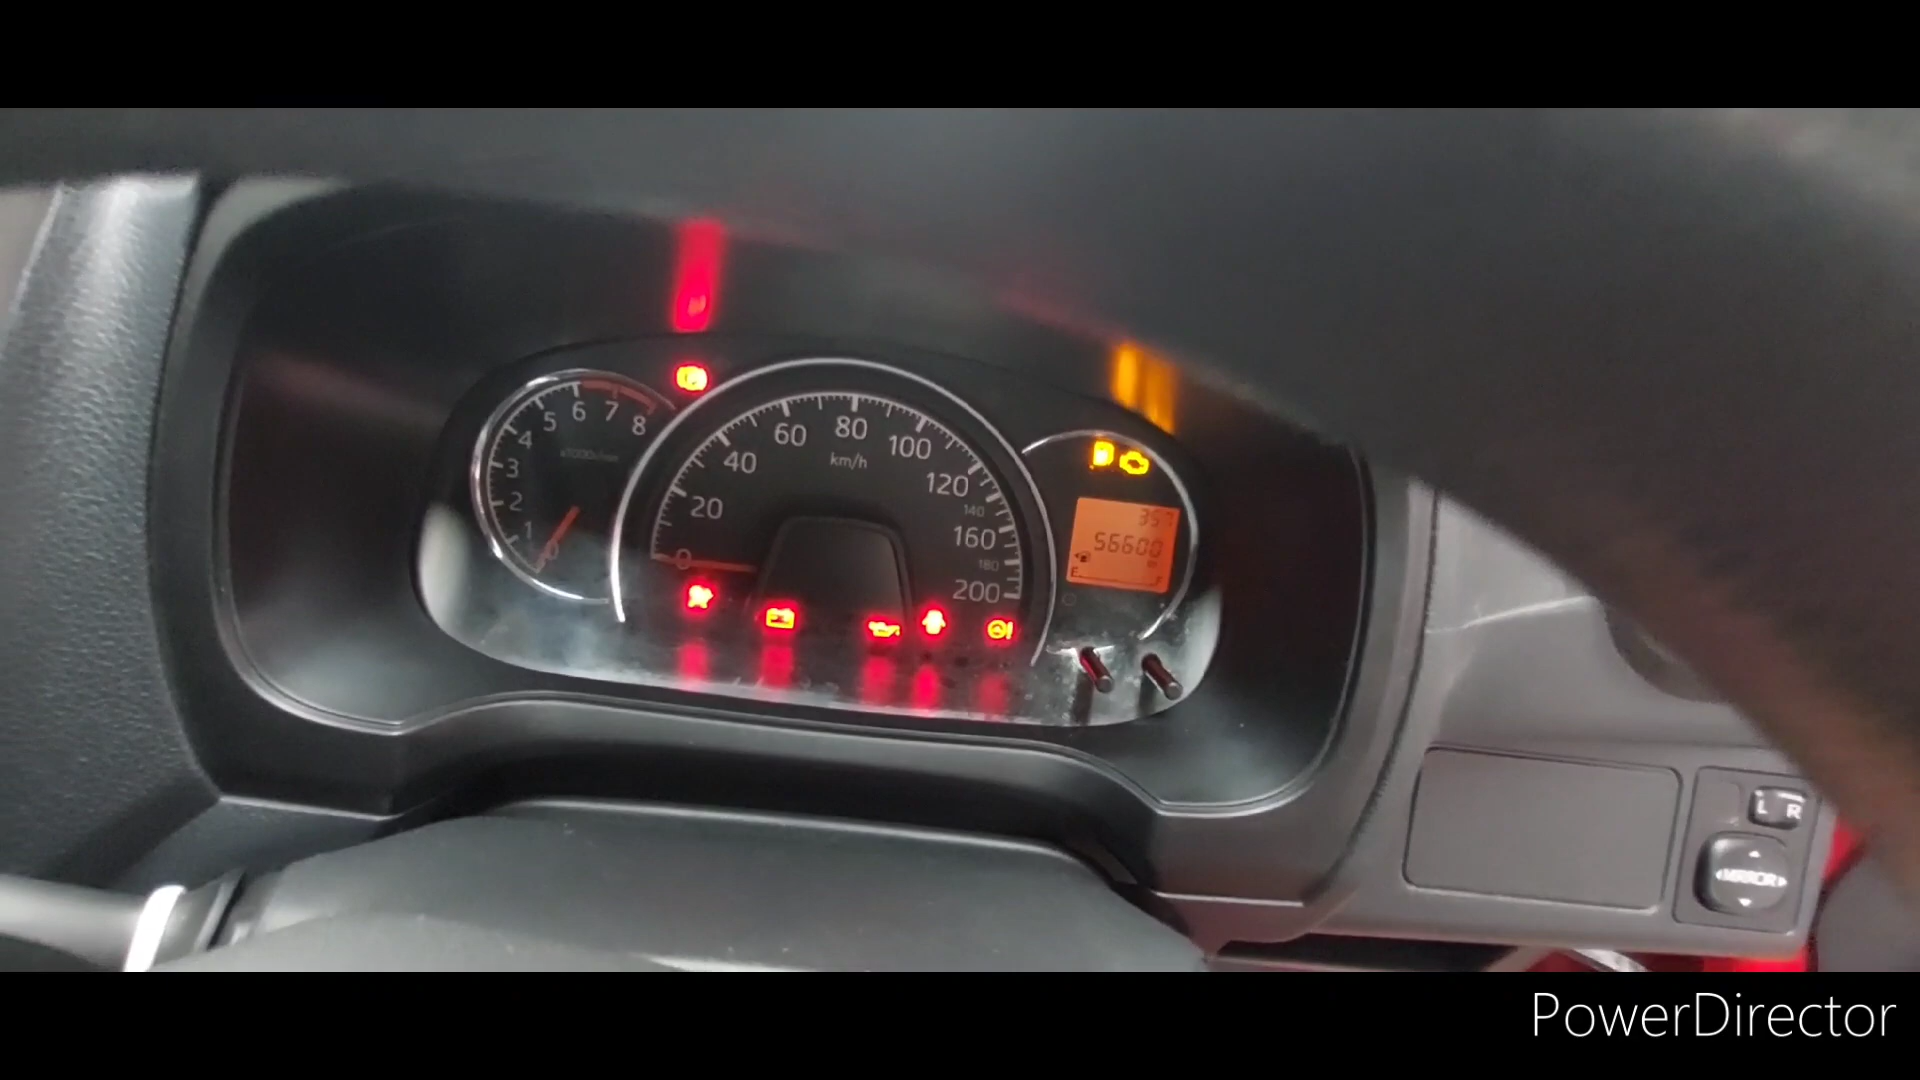 0 1 2 3 4 5 6 7 8
x1000r/min
0 20 40 60 80 100 120 140 160 180 200
km/h
357
56600
E F
L R
MIRROR
PowerDirector